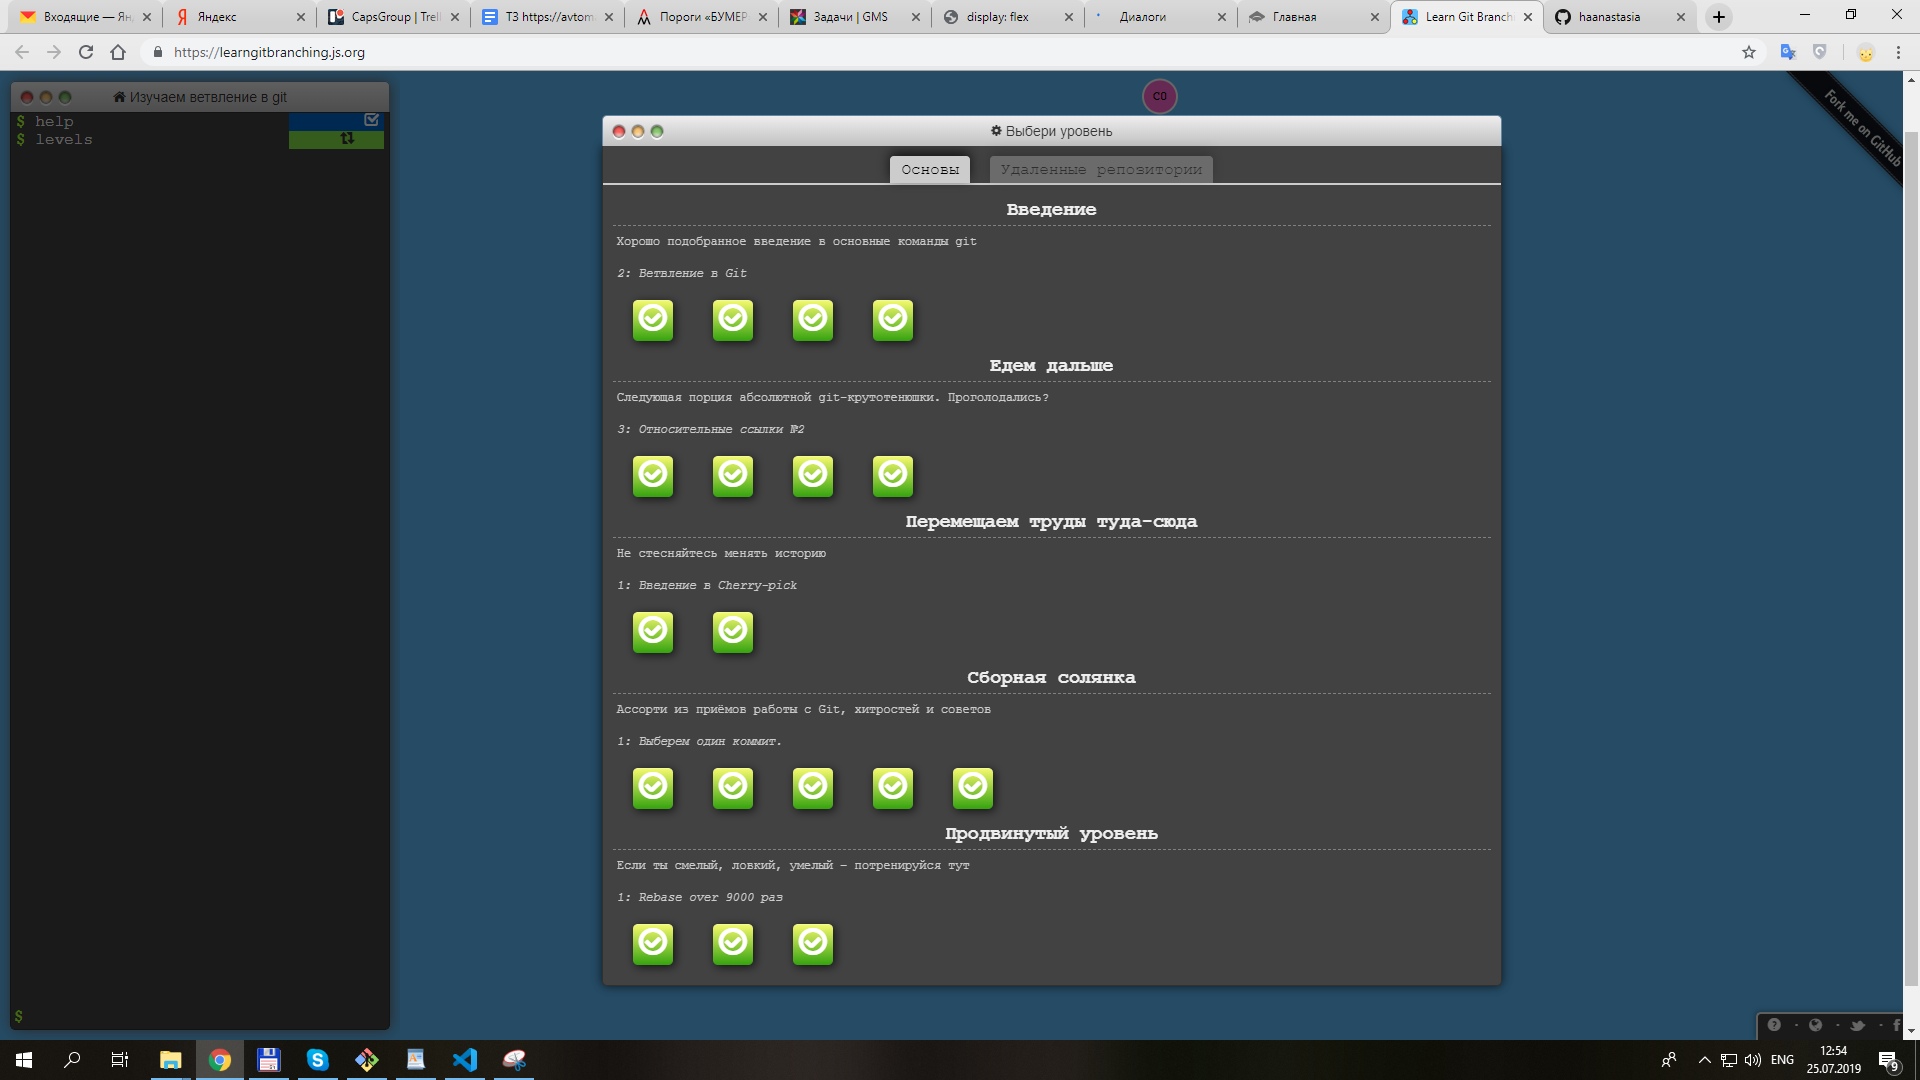 Входящие — Ян
Яндекс
CapsGroup | Trell
ТЗ https://avtom
Пороги «БУМЕР
Задачи | GMS
display: flex
Диалоги
Главная
Learn Git Branch
haanastasia
https://learngitbranching.js.org
Изучаем ветвление в git
$ help
$ levels
$
C0
Fork me on GitHub
Выбери уровень
Основы
Удаленные репозитории
Введение
Хорошо подобранное введение в основные команды git
2: Ветвление в Git
Едем дальше
Следующая порция абсолютной git-крутотенюшки. Проголодались?
3: Относительные ссылки №2
Перемещаем труды туда-сюда
Не стесняйтесь менять историю
1: Введение в Cherry-pick
Сборная солянка
Ассорти из приёмов работы с Git, хитростей и советов
1: Выберем один коммит.
Продвинутый уровень
Если ты смелый, ловкий, умелый – потренируйся тут
1: Rebase over 9000 раз
ENG
12:54
25.07.2019
9